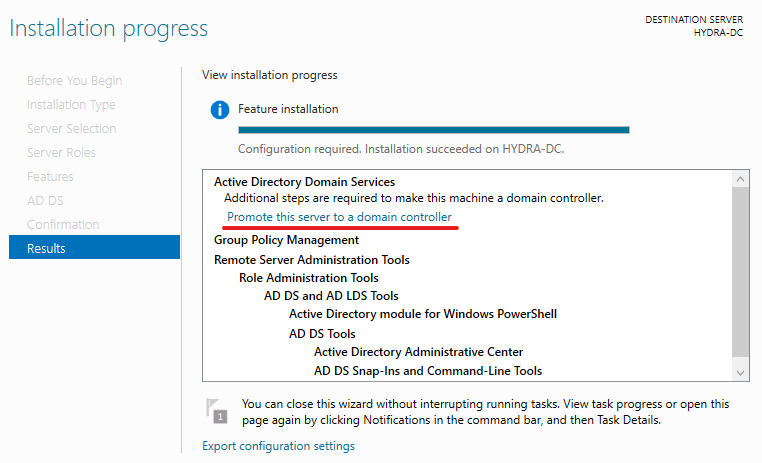 Installation progress
DESTINATION SERVER
HYDRA-DC
Before You Begin
Installation Type
Server Selection
Server Roles
Features
AD DS
Confirmation
Results
View installation progress
Feature installation
Configuration required. Installation succeeded on HYDRA-DC.
Active Directory Domain Services
Additional steps are required to make this machine a domain controller.
Promote this server to a domain controller
Group Policy Management
Remote Server Administration Tools
Role Administration Tools
AD DS and AD LDS Tools
Active Directory module for Windows PowerShell
AD DS Tools
Active Directory Administrative Center
AD DS Snap-Ins and Command-Line Tools
1
You can close this wizard without interrupting running tasks. View task progress or open this
page again by clicking Notifications in the command bar, and then Task Details.
Export configuration settings